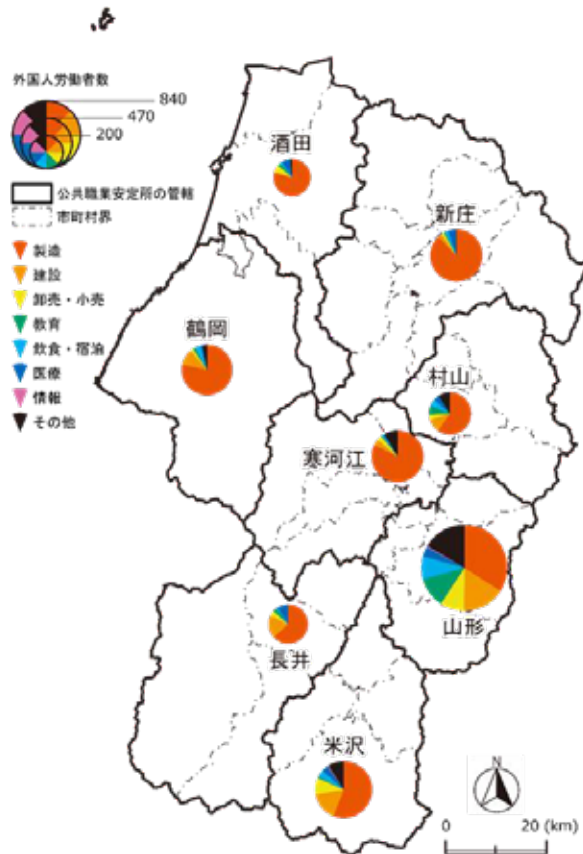 外国人労働者数
840
470
200
公共職業安定所の管轄
市町村界
製造
建設
卸売・小売
教育
飲食・宿泊
医療
情報
その他
酒田
新庄
鶴岡
村山
寒河江
山形
長井
米沢
N
0 20 (km)